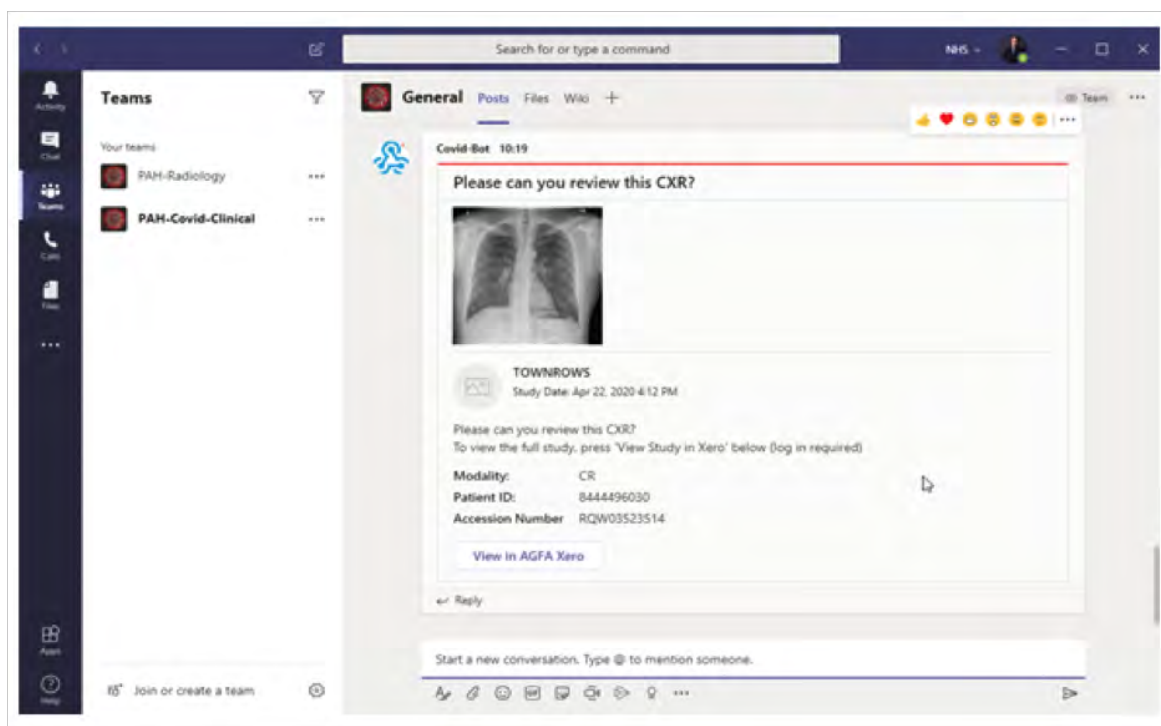 Search for or type a command
NHS
Activity
Chat
Teams
Calls
Files
Apps
Help
Teams
Your teams
PAH-Radiology
PAH-Covid-Clinical
Join or create a team
General Posts Files Wiki
Team
Covid-Bot 10:19
Please can you review this CXR?
TOWNROWS
Study Date: Apr 22, 2020 4:12 PM
Please can you review this CXR?
To view the full study, press 'View Study in Xero' below (log in required)
Modality: CR
Patient ID: 8444496030
Accession Number RQW03523514
View in AGFA Xero
Reply
Start a new conversation. Type @ to mention someone.